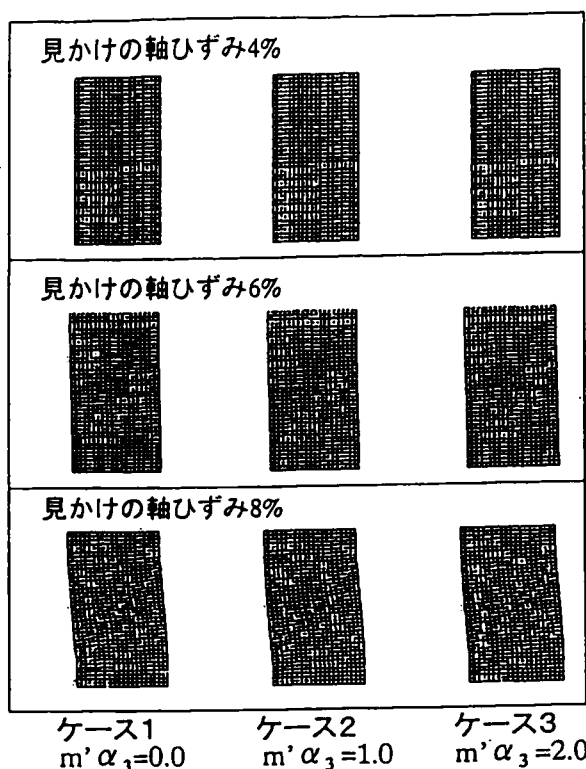 見かけの軸ひずみ4%
見かけの軸ひずみ6%
見かけの軸ひずみ8%
ケース1 ケース2 ケース3
m' α₃=0.0 m' α₃=1.0 m' α₃=2.0